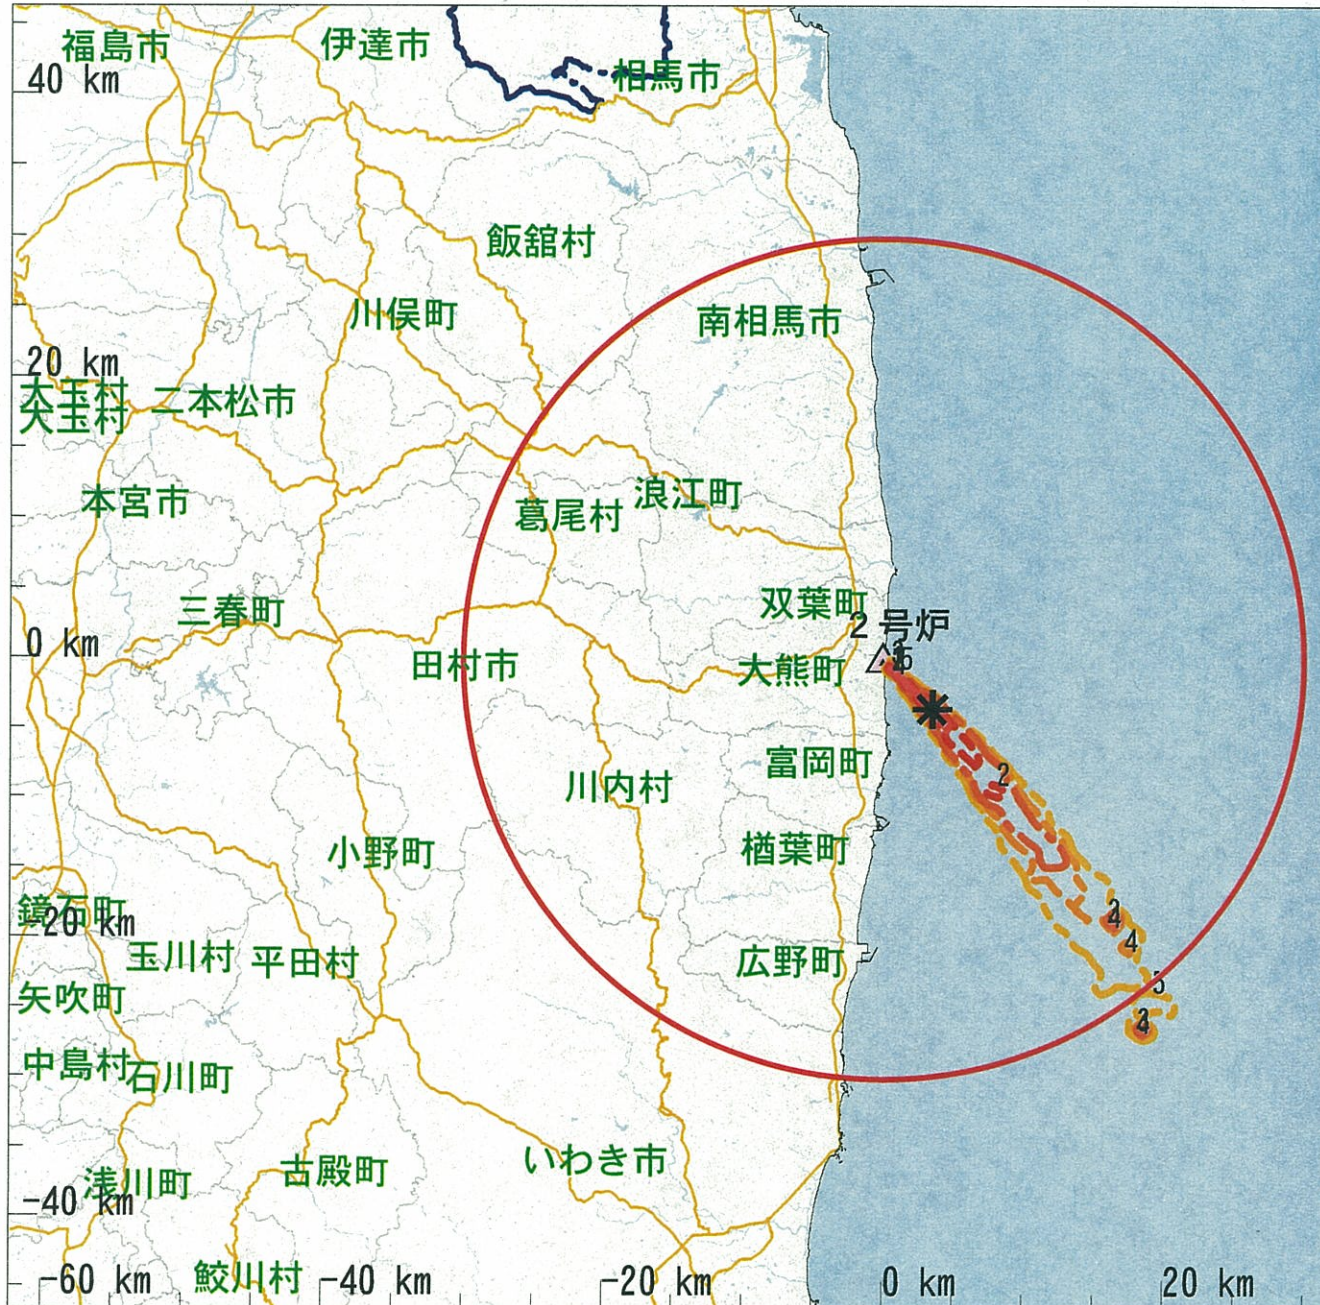 福島市
伊達市
相馬市
40 km
飯舘村
川俣町
南相馬市
20 km
大玉村
大玉村
二本松市
本宮市
葛尾村
浪江町
三春町
双葉町
2号炉
0 km
田村市
大熊町
富岡町
2
川内村
小野町
楢葉町
鏡石町
-20 km
4
4
玉川村
平田村
広野町
5
矢吹町
中島村
石川町
いわき市
古殿町
浅川町
-40 km
鮫川村
-60 km
-40 km
-20 km
0 km
20 km